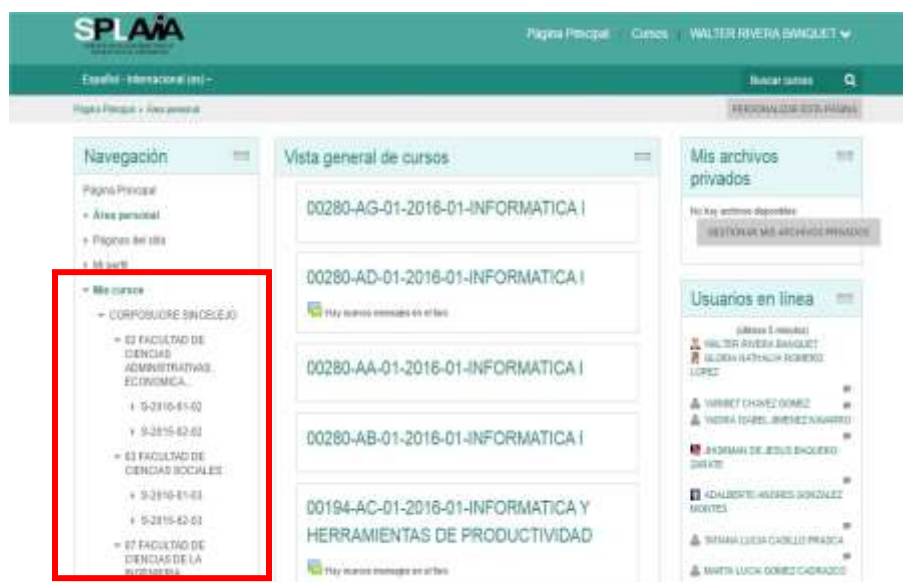 SPLAVIA
Página Principal Cursos WALTER RIVERA BANQUET
Español - Internacional (es)
Buscar cursos
Página Principal Área personal
PERSONALIZAR ESTA PÁGINA
Navegación
Página Principal
Área personal
Páginas del sitio
Mi perfil
Mis cursos
CORPOSUCRE SINCELEJO
02 FACULTAD DE
CIENCIAS
ADMINISTRATIVAS,
ECONOMICA...
S-2016-01-02
S-2015-02-02
03 FACULTAD DE
CIENCIAS SOCIALES
S-2016-01-03
S-2015-02-03
07 FACULTAD DE
CIENCIAS DE LA
INGENIERIA
Vista general de cursos
00280-AG-01-2016-01-INFORMATICA I
00280-AD-01-2016-01-INFORMATICA I
Hay nuevos mensajes en el foro
00280-AA-01-2016-01-INFORMATICA I
00280-AB-01-2016-01-INFORMATICA I
00194-AC-01-2016-01-INFORMATICA Y
HERRAMIENTAS DE PRODUCTIVIDAD
Hay nuevos mensajes en el foro
Mis archivos
privados
No hay archivos disponibles
GESTIONAR MIS ARCHIVOS PRIVADOS
Usuarios en línea
(últimos 5 minutos)
WALTER RIVERA BANQUET
GLORIA NATHALIA ROMERO
LOPEZ
CHAVEZ GOMEZ
YADIRA ISABEL JIMENEZ NAVARRO
DE JESUS BAQUERO
ZARATE
ADALBERTO ANDRES GONZALEZ
MONTES
TATIANA LUCIA CASILLO
MARTA LUCIA GOMEZ